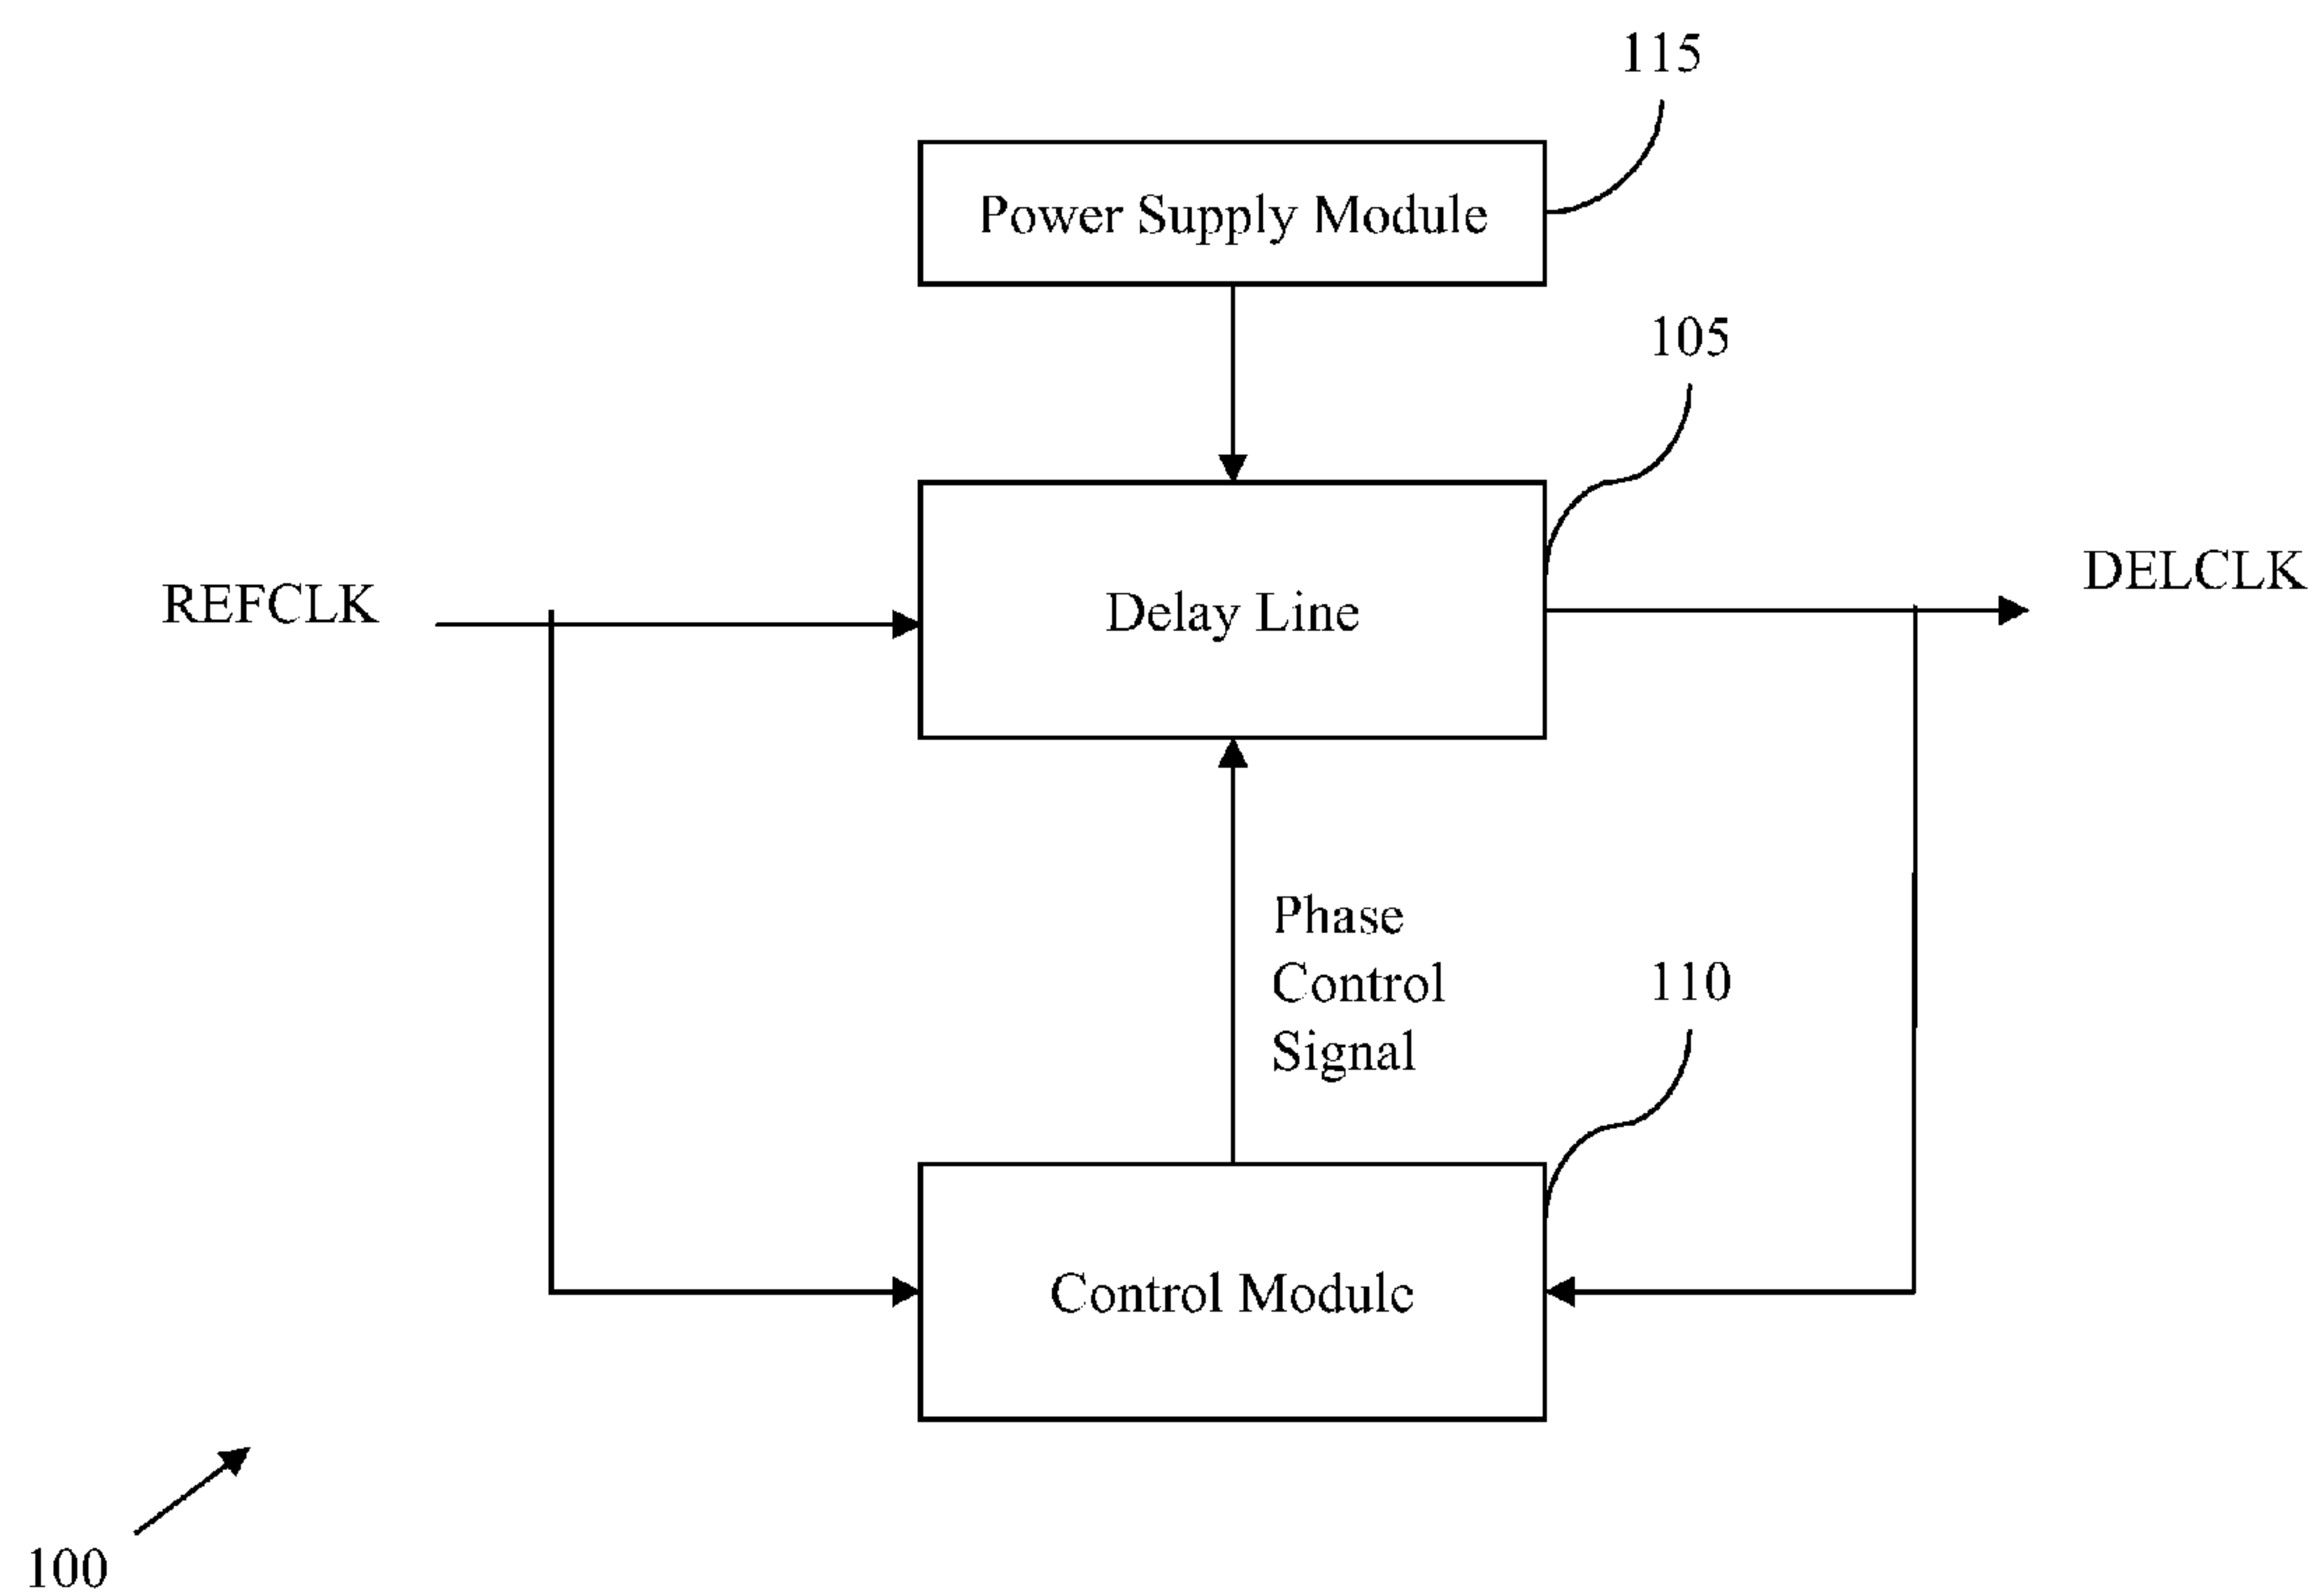 115
Power Supply Module
105
REFCLK
Delay Line
DELCLK
Phase
Control
Signal
110
Control Module
100